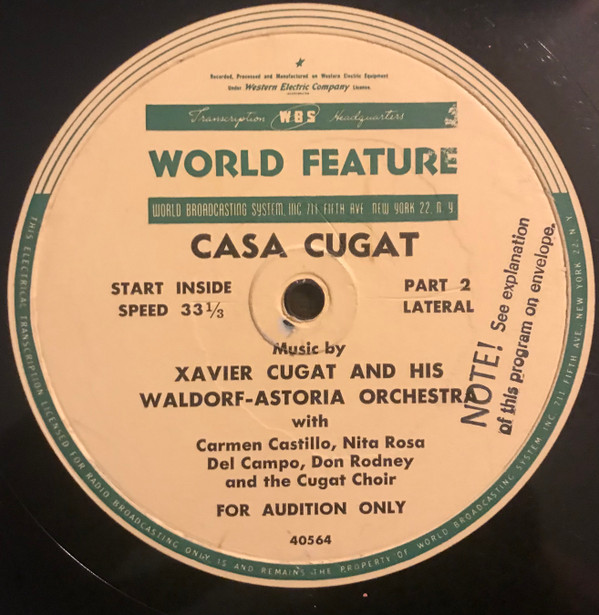 Recorded, Processed and Manufactured on Western Electric Equipment
Under Western Electric Company License.
Transcription WBS Headquarters
WORLD FEATURE
WORLD BROADCASTING SYSTEM, INC 711 FIFTH AVE NEW YORK 22, N. Y.
CASA CUGAT
START INSIDE
SPEED 33⅓
PART 2
LATERAL
Music by
XAVIER CUGAT AND HIS
WALDORF-ASTORIA ORCHESTRA
with
Carmen Castillo, Nita Rosa
Del Campo, Don Rodney
and the Cugat Choir
FOR AUDITION ONLY
40564
NOTE! See explanation
of this program on envelope.
THIS ELECTRICAL TRANSCRIPTION LICENSED FOR RADIO BROADCASTING ONLY IS AND REMAINS THE PROPERTY OF WORLD BROADCASTING SYSTEM INC 711 FIFTH AVE., NEW YORK 22, N. Y.